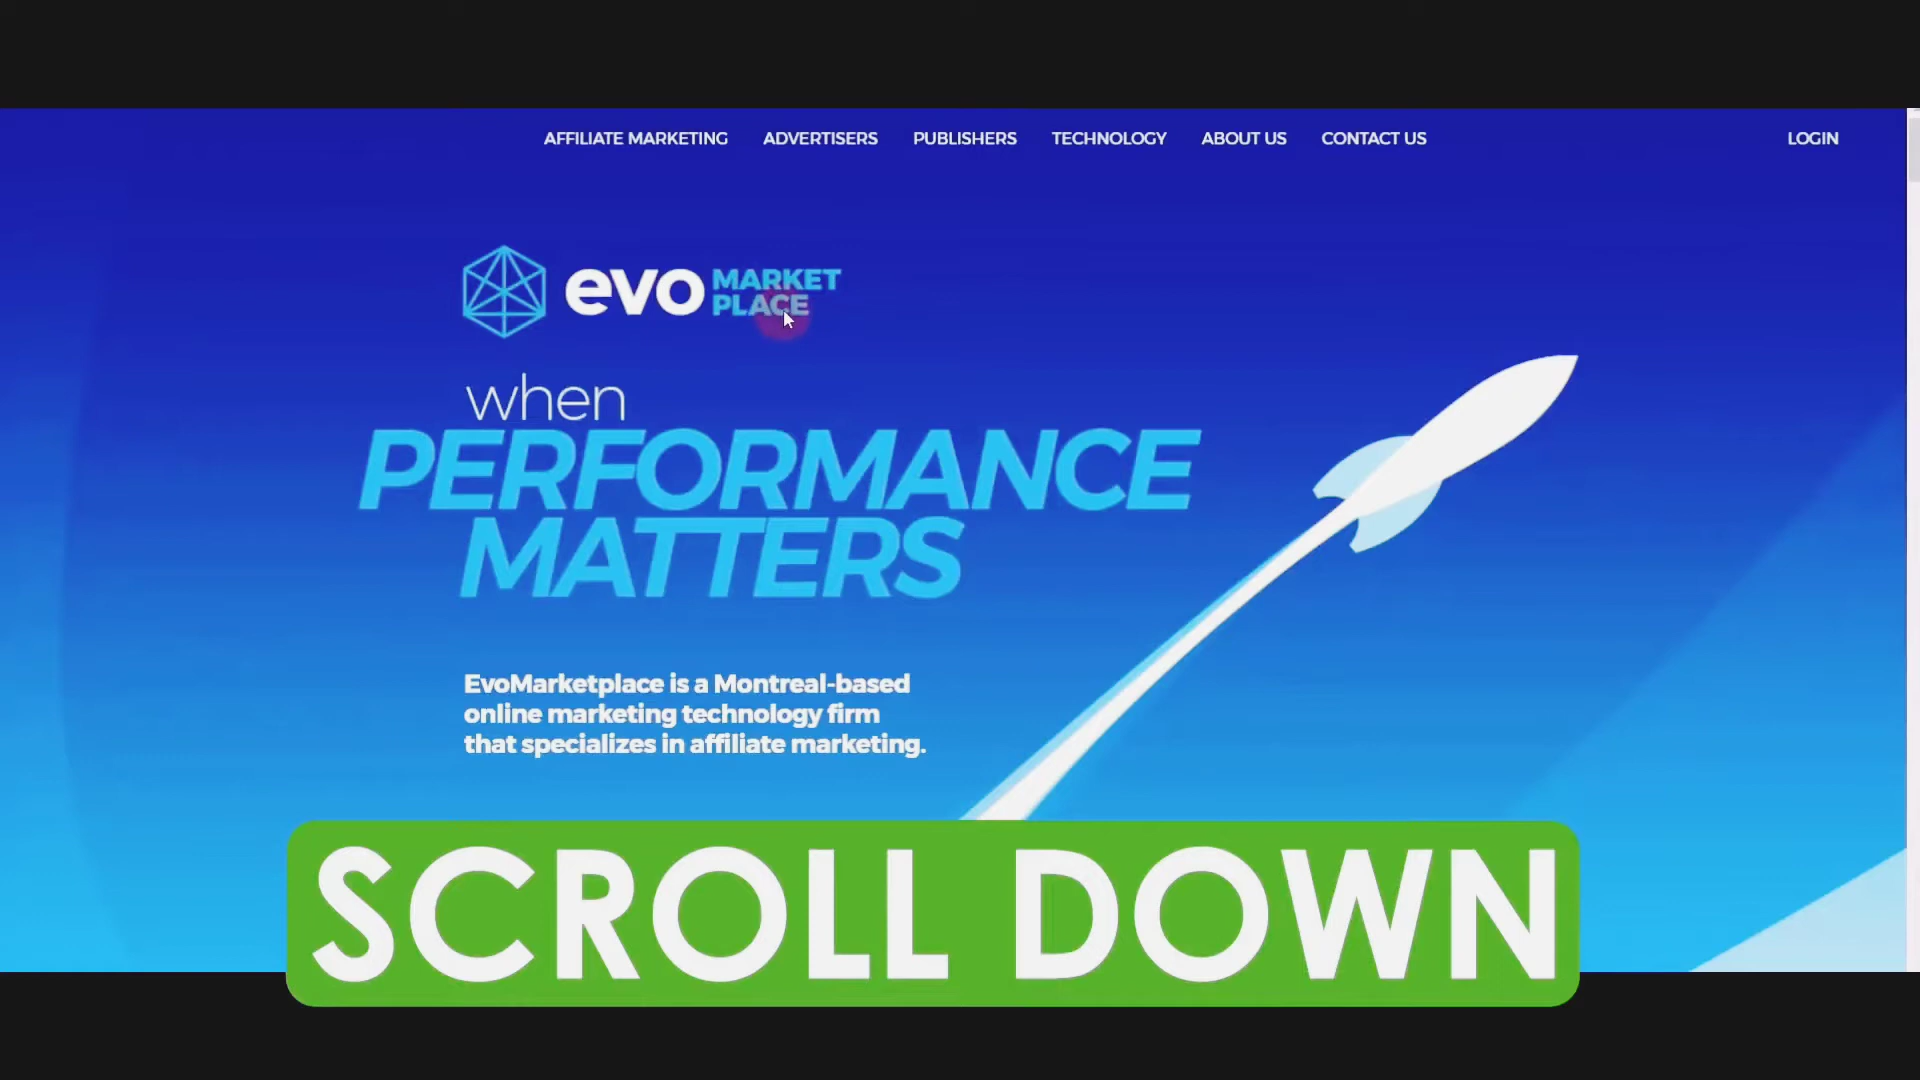 AFFILIATE MARKETING ADVERTISERS PUBLISHERS TECHNOLOGY ABOUT US CONTACT US LOGIN
evo MARKET PLACE
when
PERFORMANCE
MATTERS
EvoMarketplace is a Montreal-based
online marketing technology firm
that specializes in affiliate marketing.
SCROLL DOWN